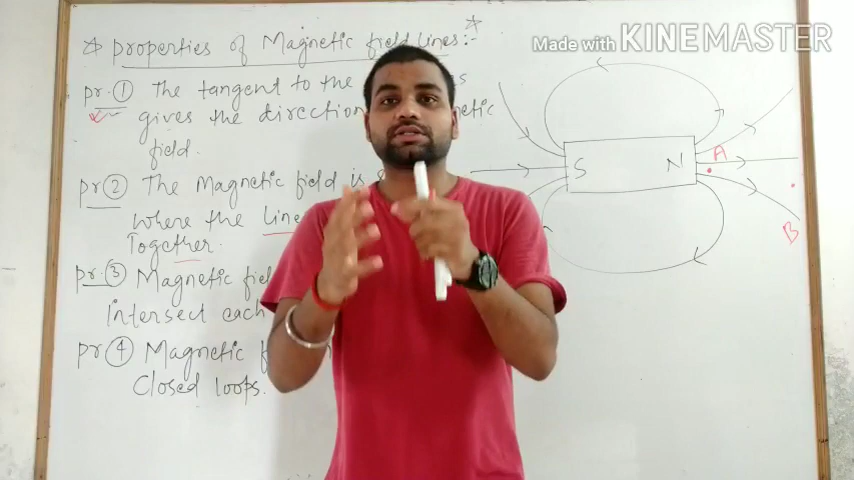 ☆ properties of Magnetic field lines:- ☆
Made with KINEMASTER
pr.① The tangent to the
gives the direction
field.
pr② The Magnetic field is
where the
Together.
pr.③ Magnetic
Intersect each
pr④ Magnetic
Closed loops.
S N A
B